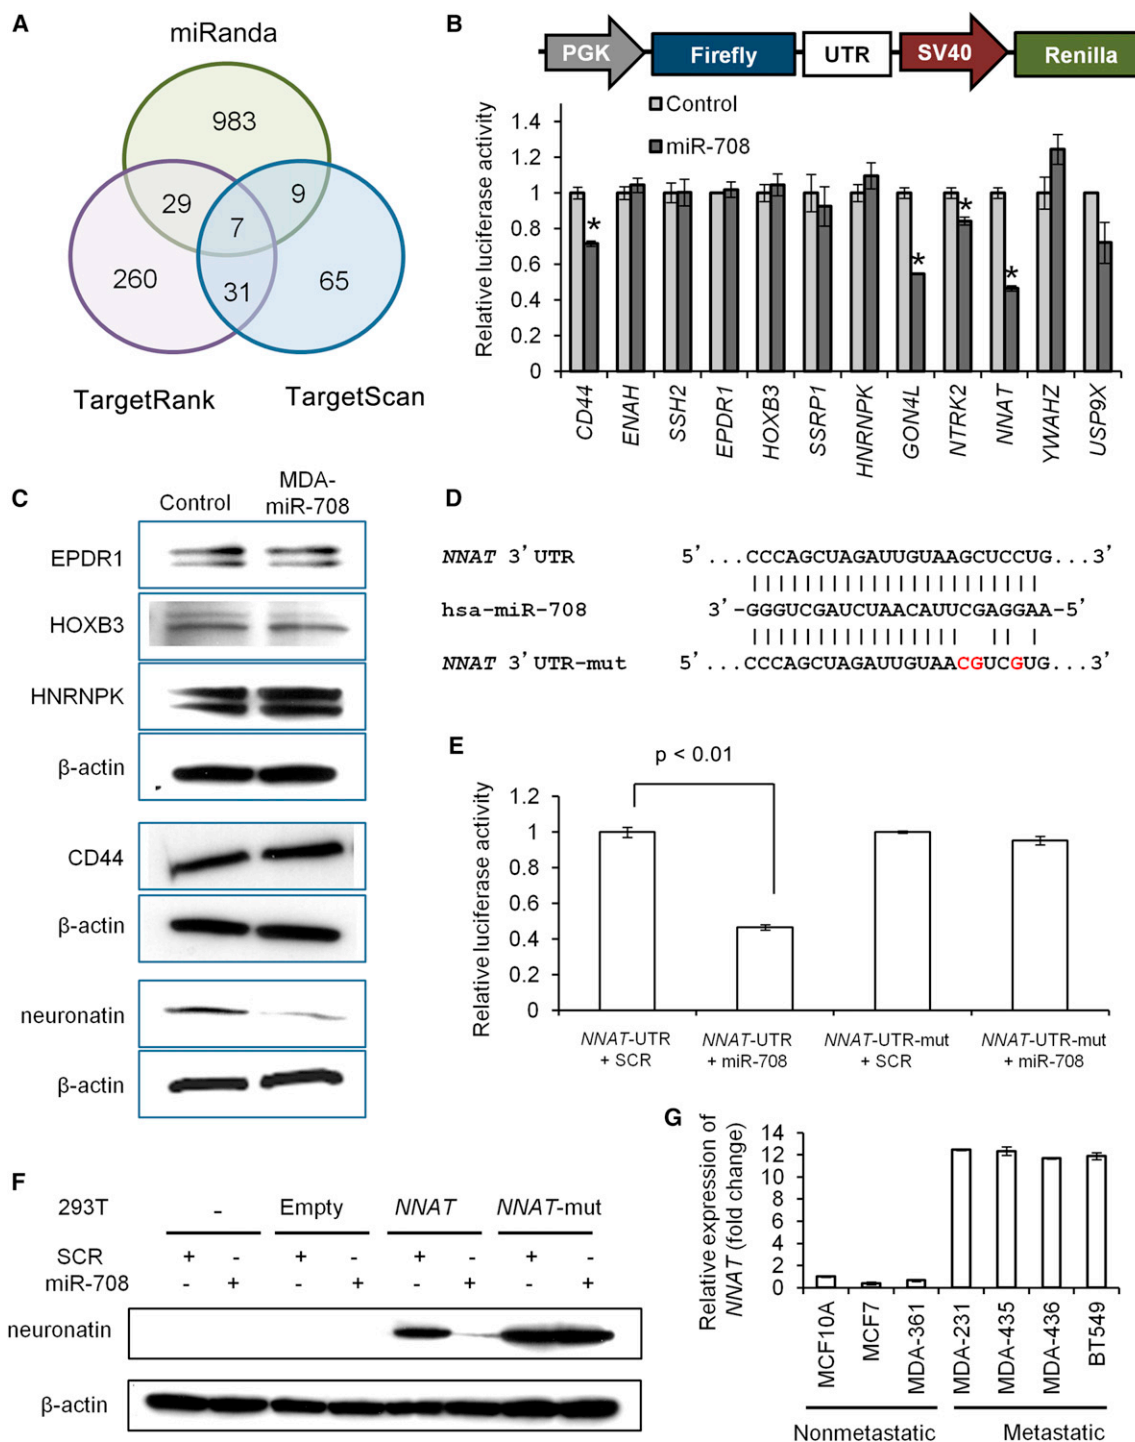 A
miRanda
983
29
9
7
260
31
65
TargetRank
TargetScan
B
PGK
Firefly
UTR
SV40
Renilla
Control
miR-708
Relative luciferase activity
1.4
1.2
1
0.8
0.6
0.4
0.2
0
*
*
*
*
CD44
ENAH
SSH2
EPDR1
HOXB3
SSRP1
HNRNPK
GON4L
NTRK2
NNAT
YWAHZ
USP9X
C
Control
MDA-
miR-708
EPDR1
HOXB3
HNRNPK
β-actin
CD44
β-actin
neuronatin
β-actin
D
NNAT 3’UTR 5’...CCCAGCUAGAUUGUAAGCUCCUG...3’
hsa-miR-708 3’-GGGUCGAUCUAACAUUCGAGGAA-5’
NNAT 3’UTR-mut 5’...CCCAGCUAGAUUGUAACGUCGUG...3’
E
p < 0.01
Relative luciferase activity
1.2
1
0.8
0.6
0.4
0.2
0
NNAT-UTR
+ SCR
NNAT-UTR
+ miR-708
NNAT-UTR-mut
+ SCR
NNAT-UTR-mut
+ miR-708
F
293T - Empty NNAT NNAT-mut
SCR + - + - + - + -
miR-708 - + - + - + - +
neuronatin
β-actin
G
Relative expression of
NNAT (fold change)
14
12
10
8
6
4
2
0
MCF10A
MCF7
MDA-361
MDA-231
MDA-435
MDA-436
BT549
Nonmetastatic
Metastatic